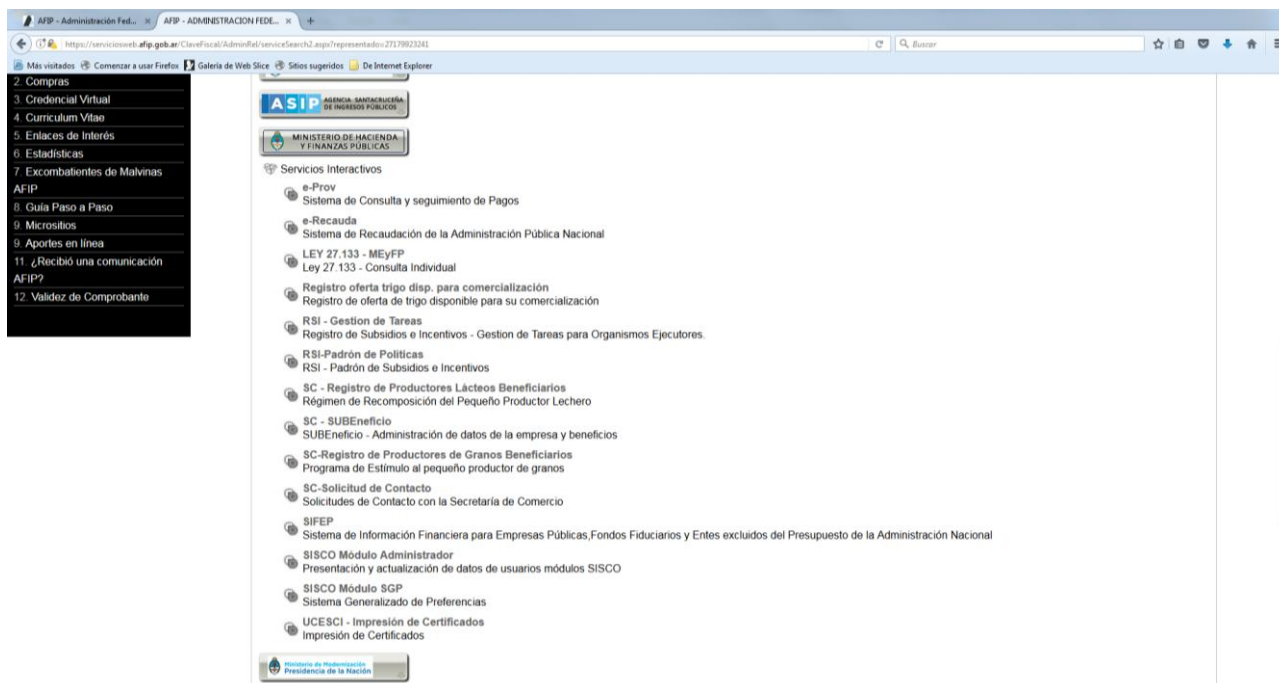 AFIP - Administración Fed...
AFIP - ADMINISTRACION FEDE...
https://serviciosweb.afip.gob.ar/ClaveFiscal/AdminRel/serviceSearch2.aspx?representado=27179923241
Buscar
Más visitados
Comenzar a usar Firefox
Galería de Web Slice
Sitios sugeridos
De Internet Explorer
2. Compras
3. Credencial Virtual
4. Curriculum Vitae
5. Enlaces de Interés
6. Estadísticas
7. Excombatientes de Malvinas
AFIP
8. Guía Paso a Paso
9. Micrositios
9. Aportes en línea
11. ¿Recibió una comunicación
AFIP?
12. Validez de Comprobante
ASIP AGENCIA SANTACRUCEÑA
DE INGRESOS PÚBLICOS
MINISTERIO DE HACIENDA
Y FINANZAS PÚBLICAS
Servicios Interactivos
e-Prov
Sistema de Consulta y seguimiento de Pagos
e-Recauda
Sistema de Recaudación de la Administración Pública Nacional
LEY 27.133 - MEyFP
Ley 27.133 - Consulta Individual
Registro oferta trigo disp. para comercialización
Registro de oferta de trigo disponible para su comercialización
RSI - Gestion de Tareas
Registro de Subsidios e Incentivos - Gestion de Tareas para Organismos Ejecutores.
RSI-Padrón de Politicas
RSI - Padrón de Subsidios e Incentivos
SC - Registro de Productores Lácteos Beneficiarios
Régimen de Recomposición del Pequeño Productor Lechero
SC - SUBEneficio
SUBEneficio - Administración de datos de la empresa y beneficios
SC-Registro de Productores de Granos Beneficiarios
Programa de Estímulo al pequeño productor de granos
SC-Solicitud de Contacto
Solicitudes de Contacto con la Secretaría de Comercio
SIFEP
Sistema de Información Financiera para Empresas Públicas,Fondos Fiduciarios y Entes excluidos del Presupuesto de la Administración Nacional
SISCO Módulo Administrador
Presentación y actualización de datos de usuarios módulos SISCO
SISCO Módulo SGP
Sistema Generalizado de Preferencias
UCESCI - Impresión de Certificados
Impresión de Certificados
Ministerio de Modernización
Presidencia de la Nación